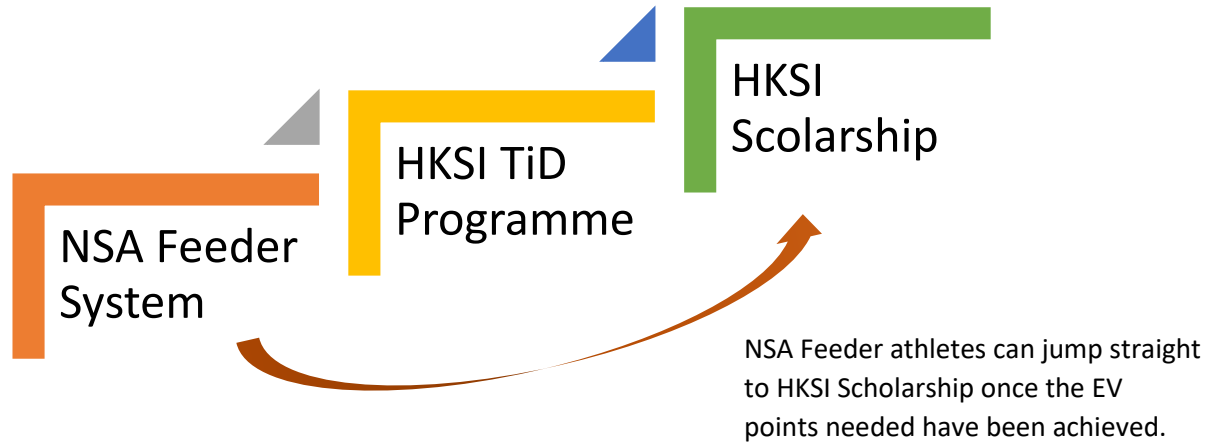 NSA Feeder
System
HKSI TiD
Programme
HKSI
Scolarship
NSA Feeder athletes can jump straight
to HKSI Scholarship once the EV
points needed have been achieved.